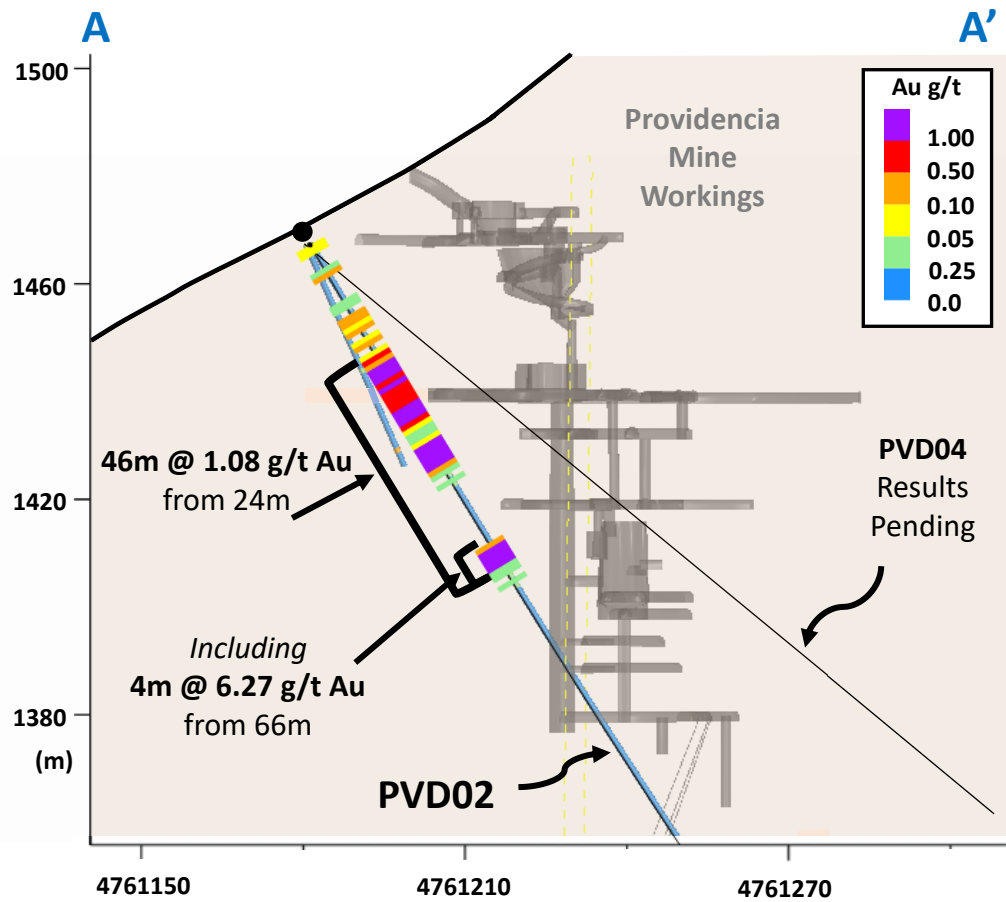 A
A’
1500
1460
1420
1380
(m)
Au g/t
1.00
0.50
0.10
0.05
0.25
0.0
Providencia
Mine
Workings
46m @ 1.08 g/t Au
from 24m
PVD04
Results
Pending
Including
4m @ 6.27 g/t Au
from 66m
PVD02
4761150
4761210
4761270